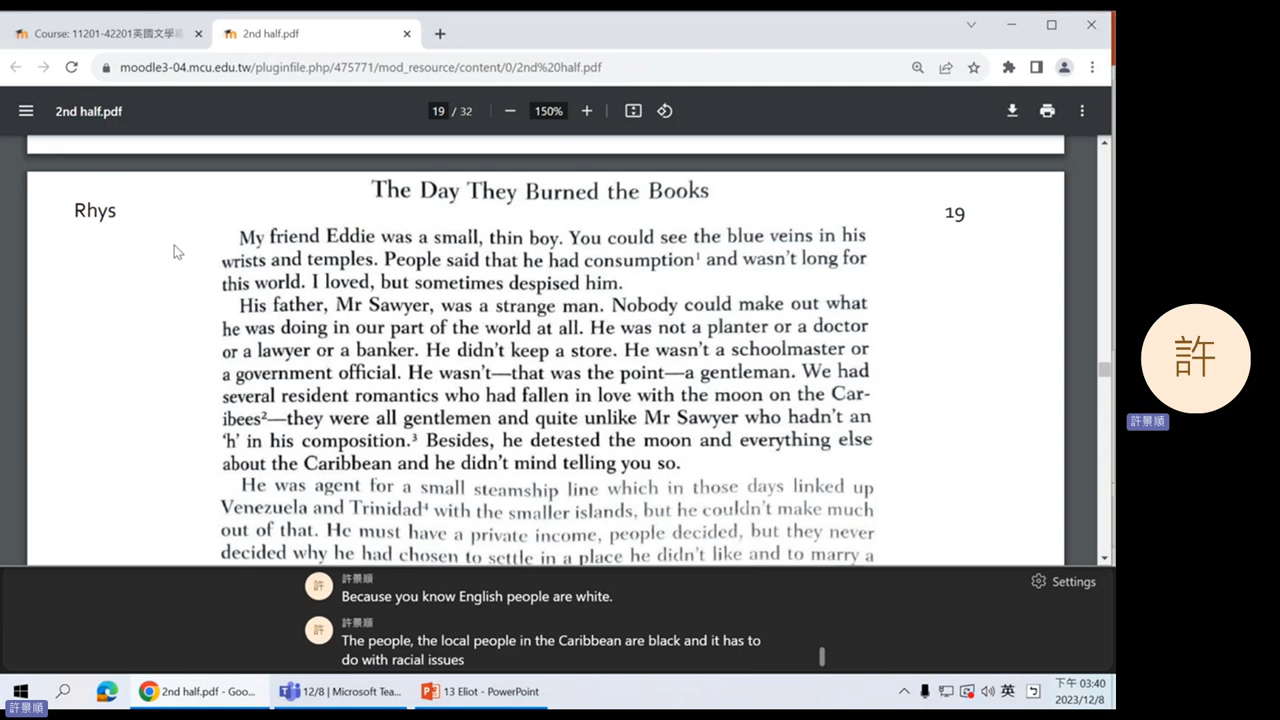 Course: 11201-42201英國文學
2nd half.pdf
moodle3-04.mcu.edu.tw/pluginfile.php/475771/mod_resource/content/0/2nd%20half.pdf
2nd half.pdf
19 / 32
150%
The Day They Burned the Books
Rhys
19
My friend Eddie was a small, thin boy. You could see the blue veins in his
wrists and temples. People said that he had consumption¹ and wasn't long for
this world. I loved, but sometimes despised him.
His father, Mr Sawyer, was a strange man. Nobody could make out what
he was doing in our part of the world at all. He was not a planter or a doctor
or a lawyer or a banker. He didn't keep a store. He wasn't a schoolmaster or
a government official. He wasn't—that was the point—a gentleman. We had
several resident romantics who had fallen in love with the moon on the Car-
ibees²—they were all gentlemen and quite unlike Mr Sawyer who hadn't an
'h' in his composition.³ Besides, he detested the moon and everything else
about the Caribbean and he didn't mind telling you so.
He was agent for a small steamship line which in those days linked up
Venezuela and Trinidad⁴ with the smaller islands, but he couldn't make much
out of that. He must have a private income, people decided, but they never
decided why he had chosen to settle in a place he didn't like and to marry a
許
許景順
許
許景順
Because you know English people are white.
許
許景順
The people, the local people in the Caribbean are black and it has to
do with racial issues
Settings
2nd half.pdf - Goo...
12/8 | Microsoft Tea...
13 Eliot - PowerPoint
英
下午 03:40
2023/12/8
許景順